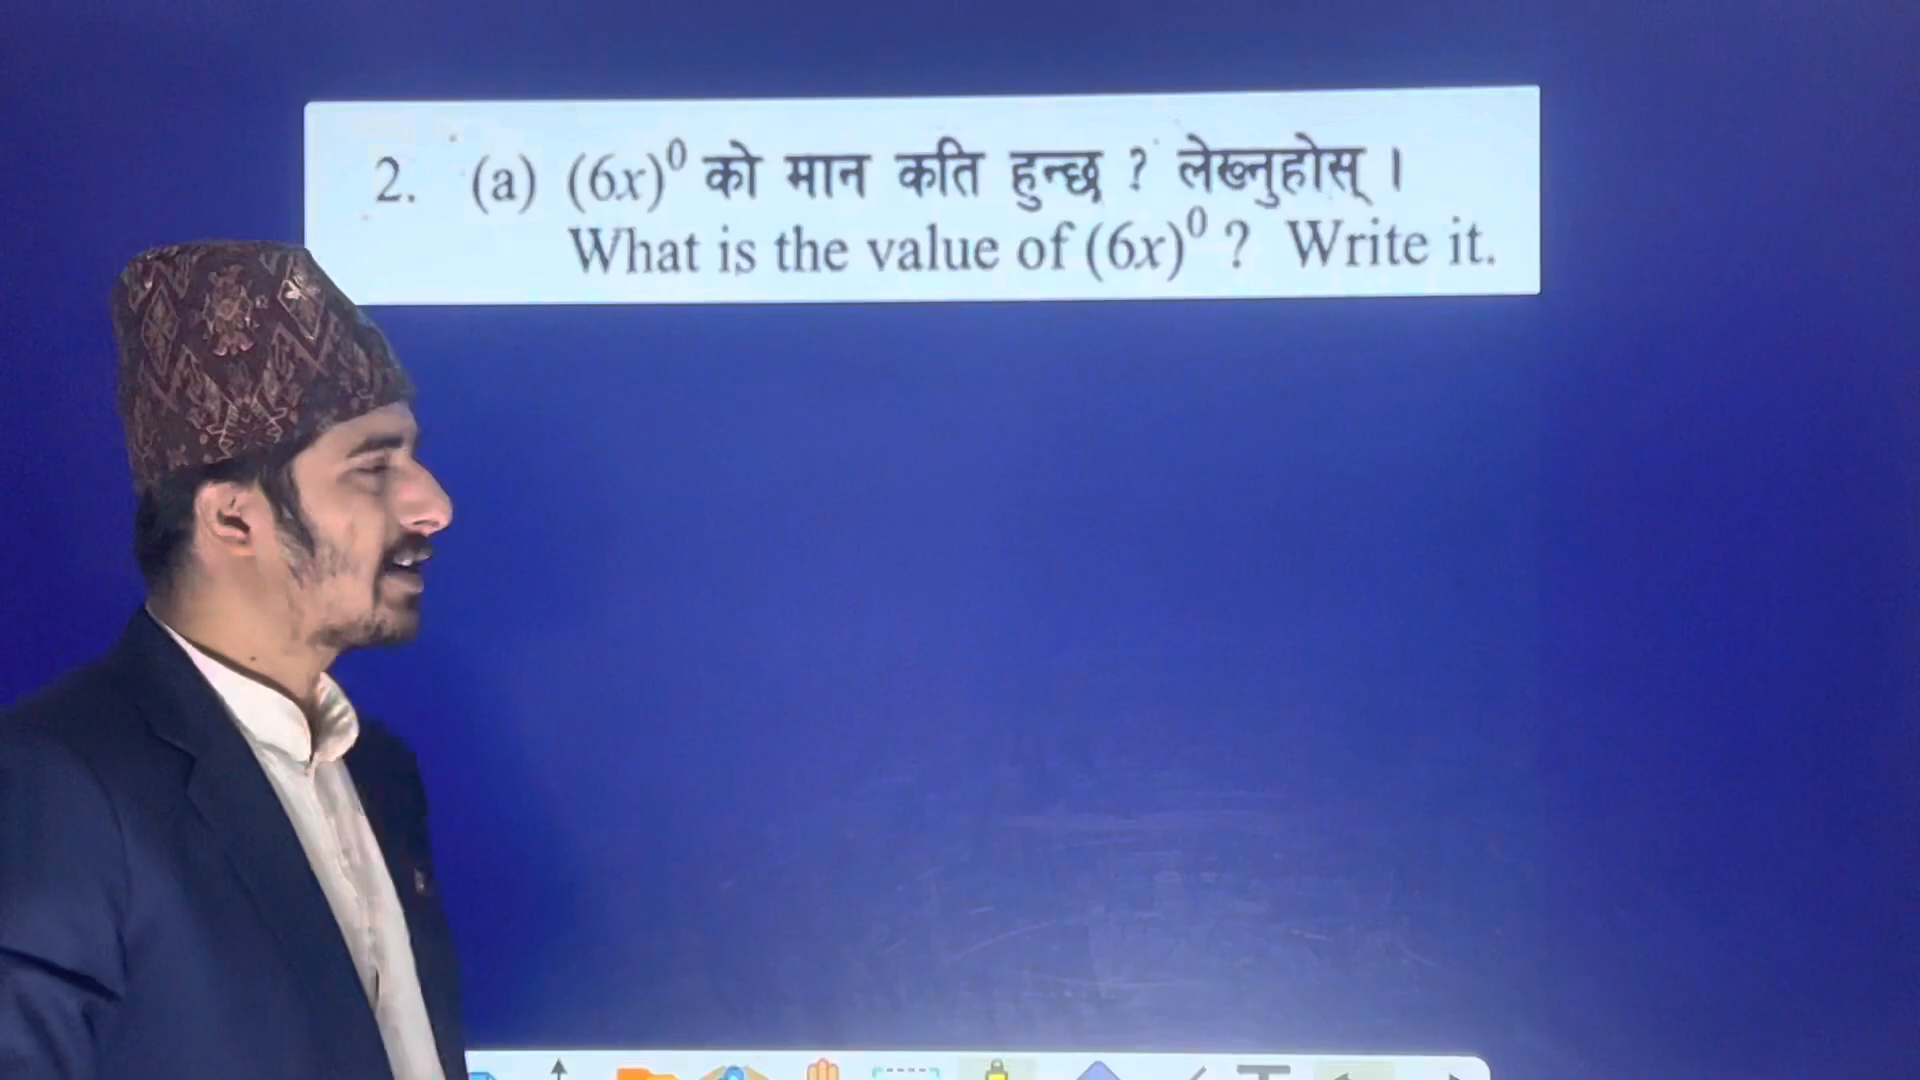 2. (a) (6x)⁰ को मान कति हुन्छ ? लेख्नुहोस् ।
What is the value of (6x)⁰ ? Write it.